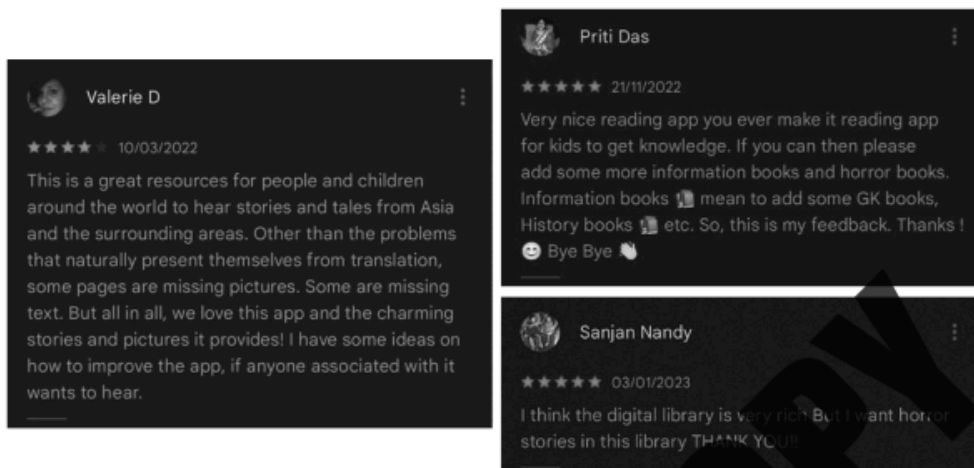 Valerie D
10/03/2022
This is a great resources for people and children
around the world to hear stories and tales from Asia
and the surrounding areas. Other than the problems
that naturally present themselves from translation,
some pages are missing pictures. Some are missing
text. But all in all, we love this app and the charming
stories and pictures it provides! I have some ideas on
how to improve the app, if anyone associated with it
wants to hear.
Priti Das
21/11/2022
Very nice reading app you ever make it reading app
for kids to get knowledge. If you can then please
add some more information books and horror books.
Information books mean to add some GK books,
History books etc. So, this is my feedback. Thanks !
😊 Bye Bye 👋
Sanjan Nandy
03/01/2023
I think the digital library is very rich But I want horror
stories in this library THANK YOU!!